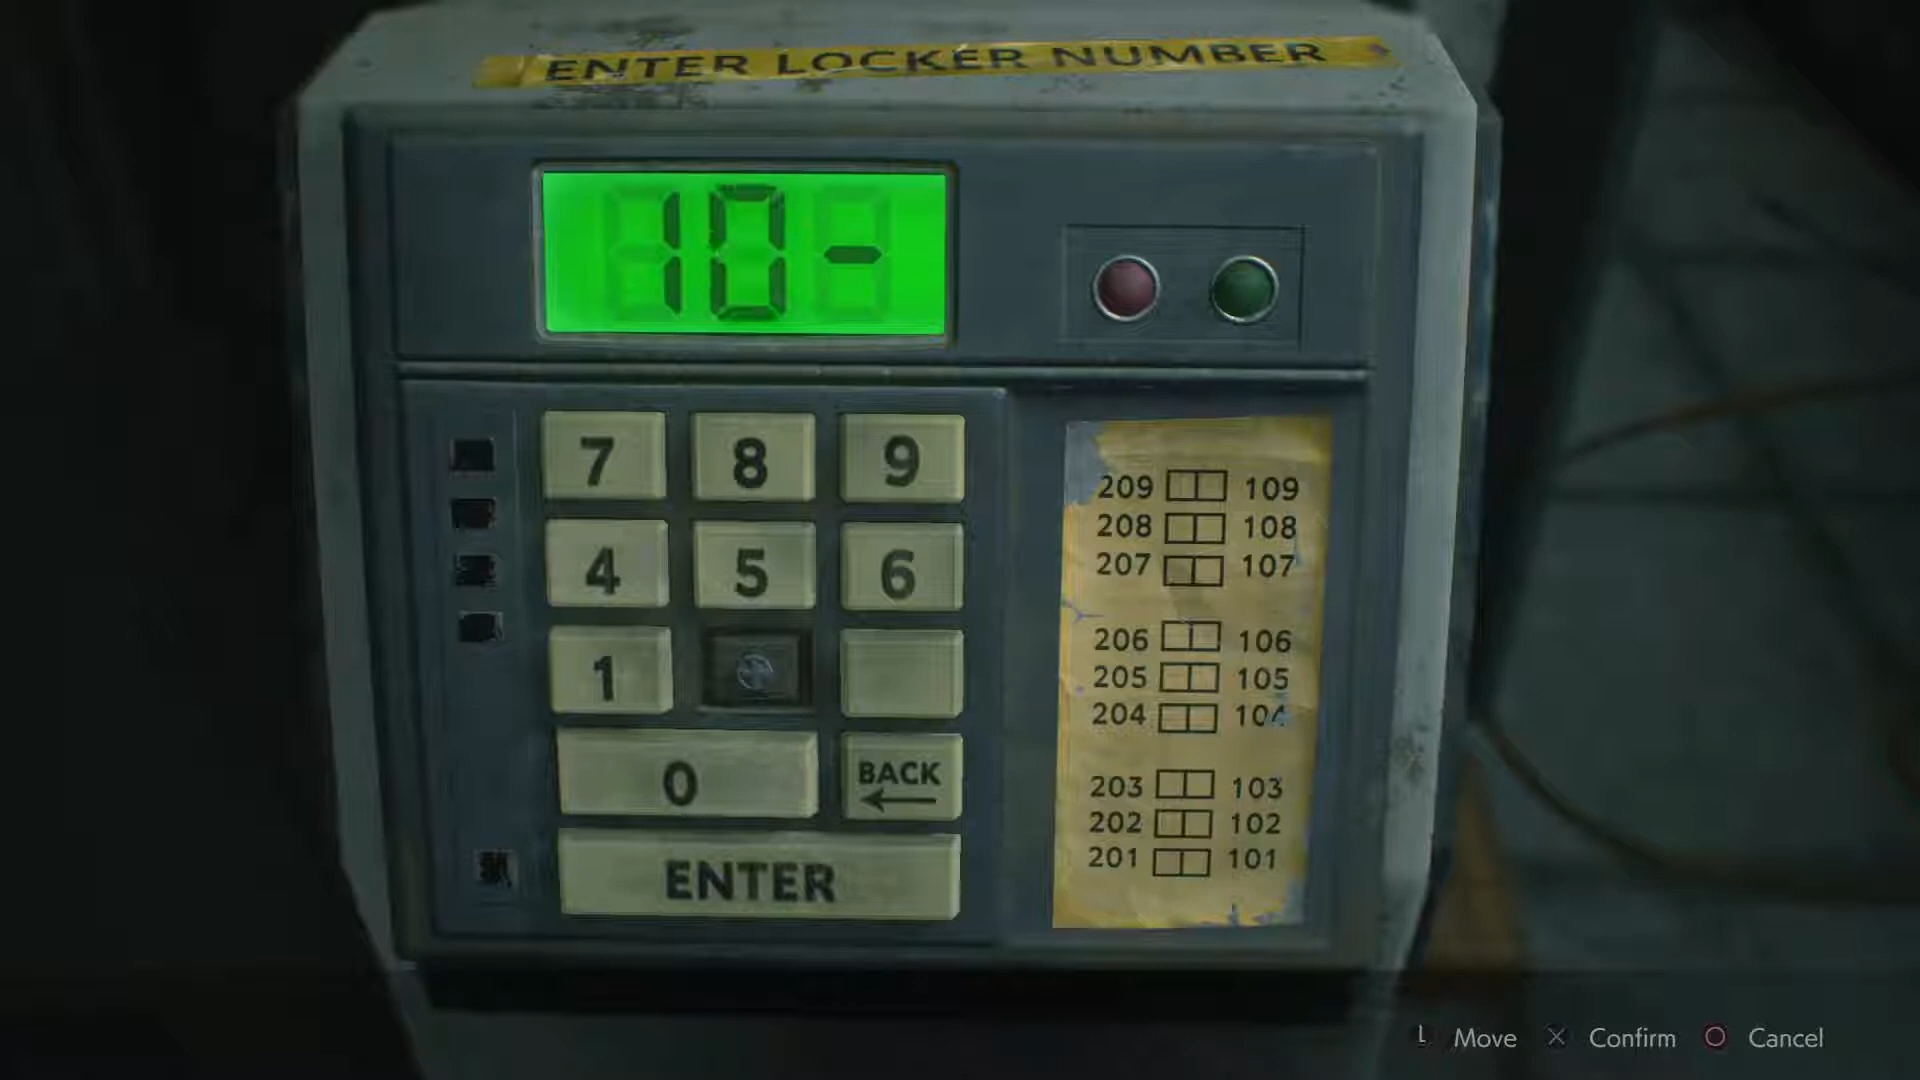 ENTER LOCKER NUMBER
10-
7 8 9
4 5 6
1
0 BACK
ENTER
209 109
208 108
207 107
206 106
205 105
204 104
203 103
202 102
201 101
L Move X Confirm O Cancel